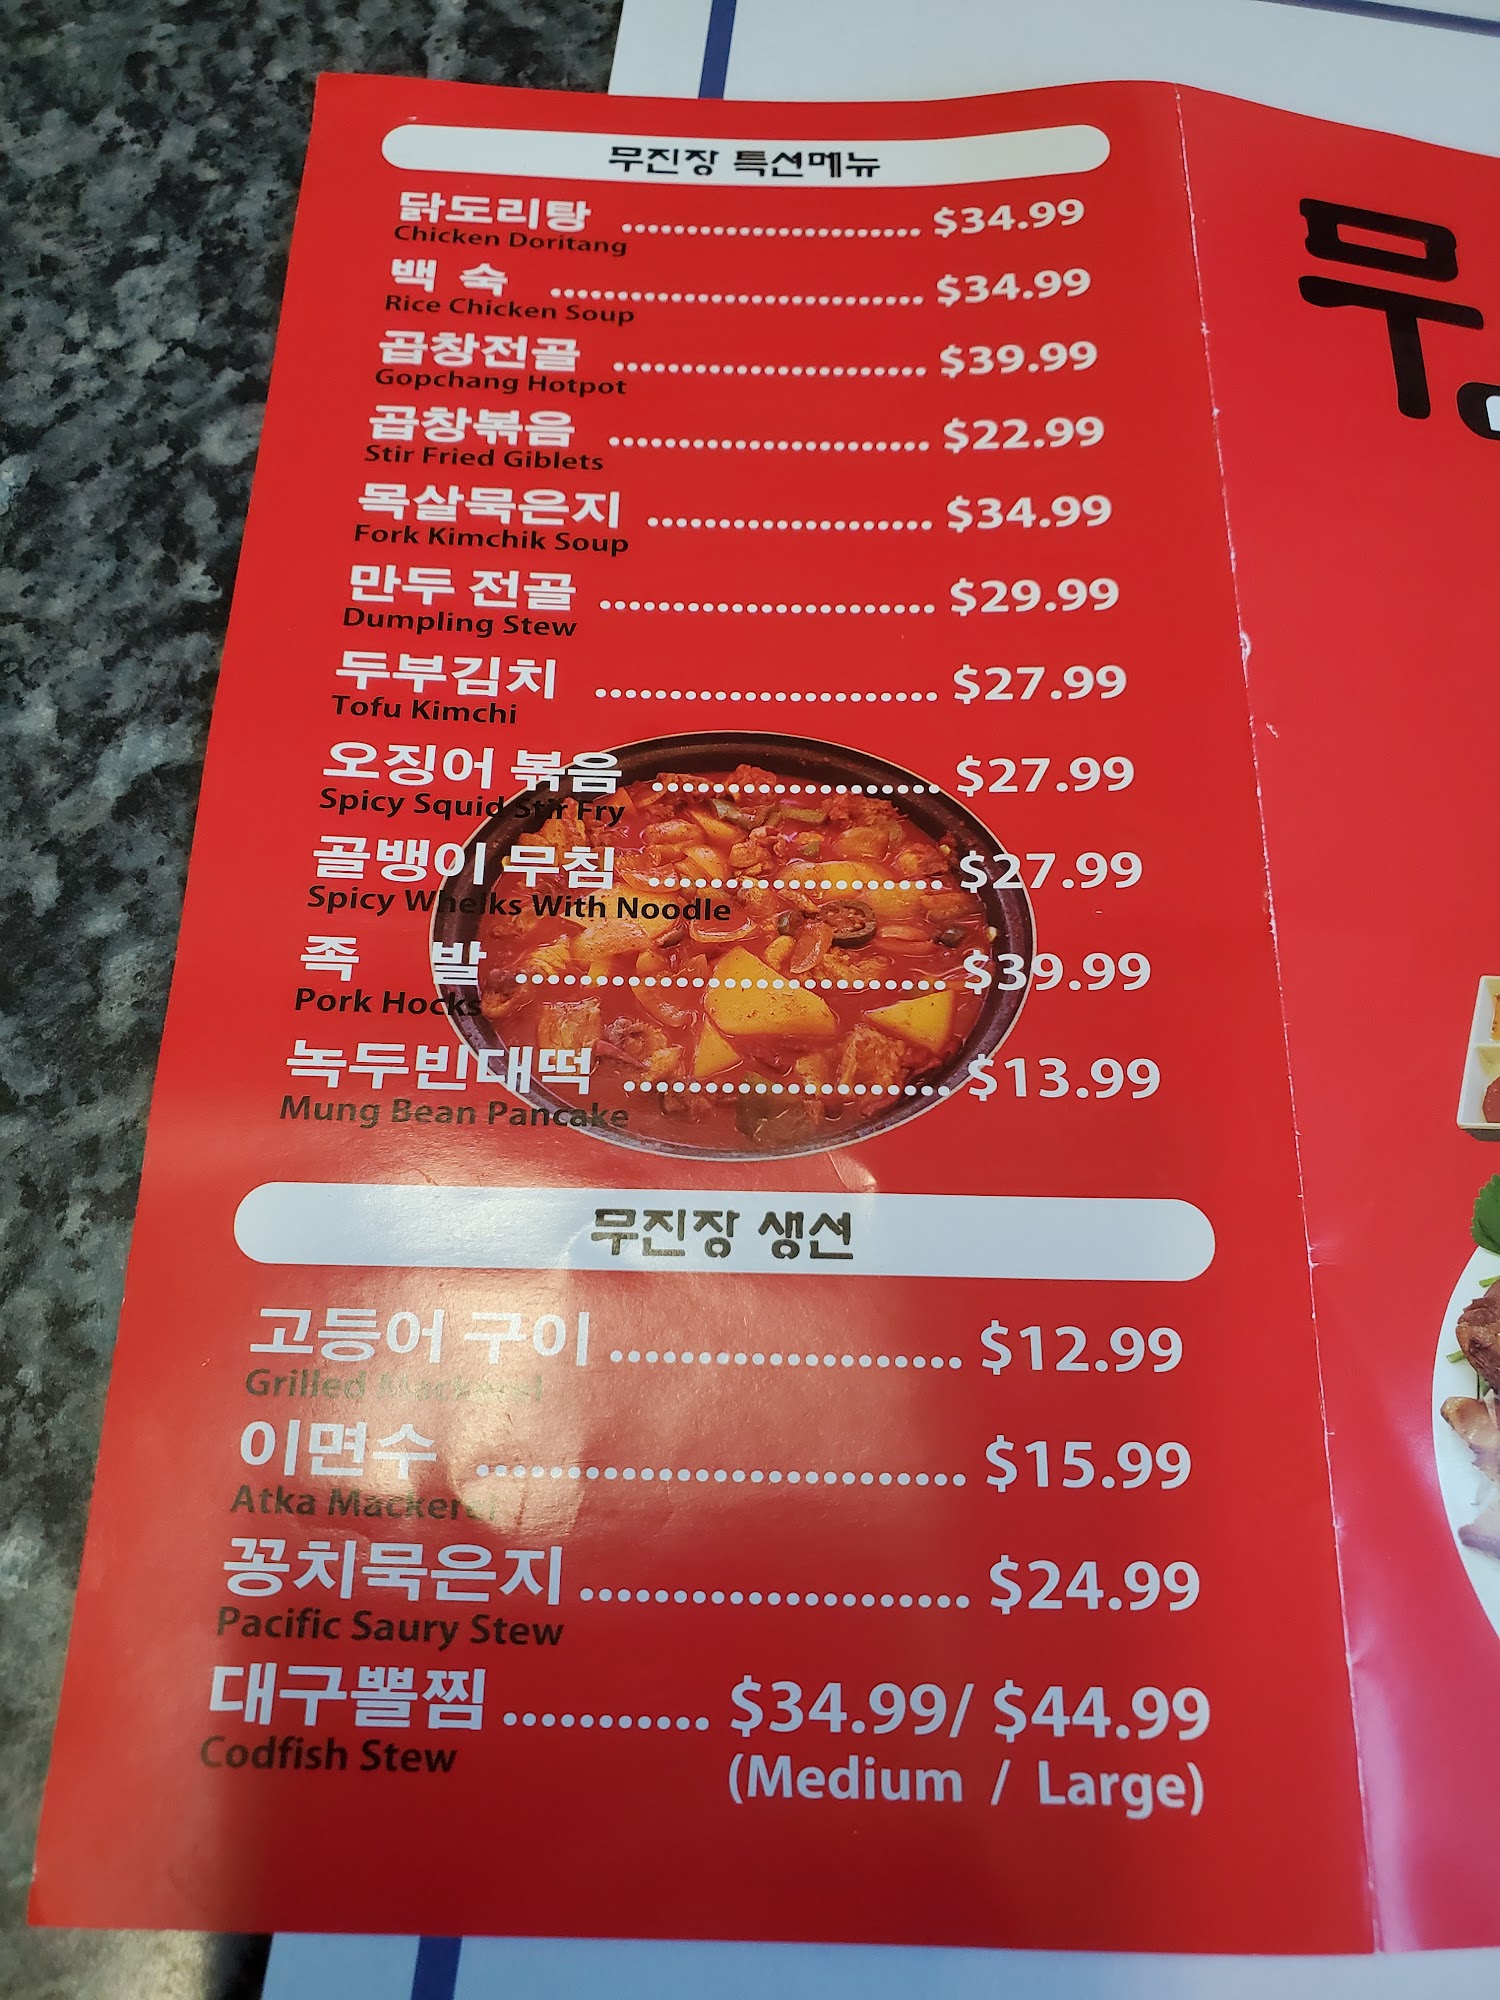 무진장 특선메뉴
닭도리탕 ........................ $34.99
Chicken Doritang
백 숙 .............................. $34.99
Rice Chicken Soup
곱창전골 ........................ $39.99
Gopchang Hotpot
곱창볶음 ........................ $22.99
Stir Fried Giblets
목살묵은지 ..................... $34.99
Fork Kimchik Soup
만두 전골 ........................ $29.99
Dumpling Stew
두부김치 ........................ $27.99
Tofu Kimchi
오징어 볶음 .................... $27.99
Spicy Squid Stir Fry
골뱅이 무침 .................... $27.99
Spicy Whelks With Noodle
족 발 .............................. $39.99
Pork Hocks
녹두빈대떡 ..................... $13.99
Mung Bean Pancake
무진장 생선
고등어 구이 .................... $12.99
Grilled Mackerel
이면수 ........................... $15.99
Atka Mackerel
꽁치묵은지 ..................... $24.99
Pacific Saury Stew
대구뽈찜 ........... $34.99/ $44.99
Codfish Stew
(Medium / Large)
무